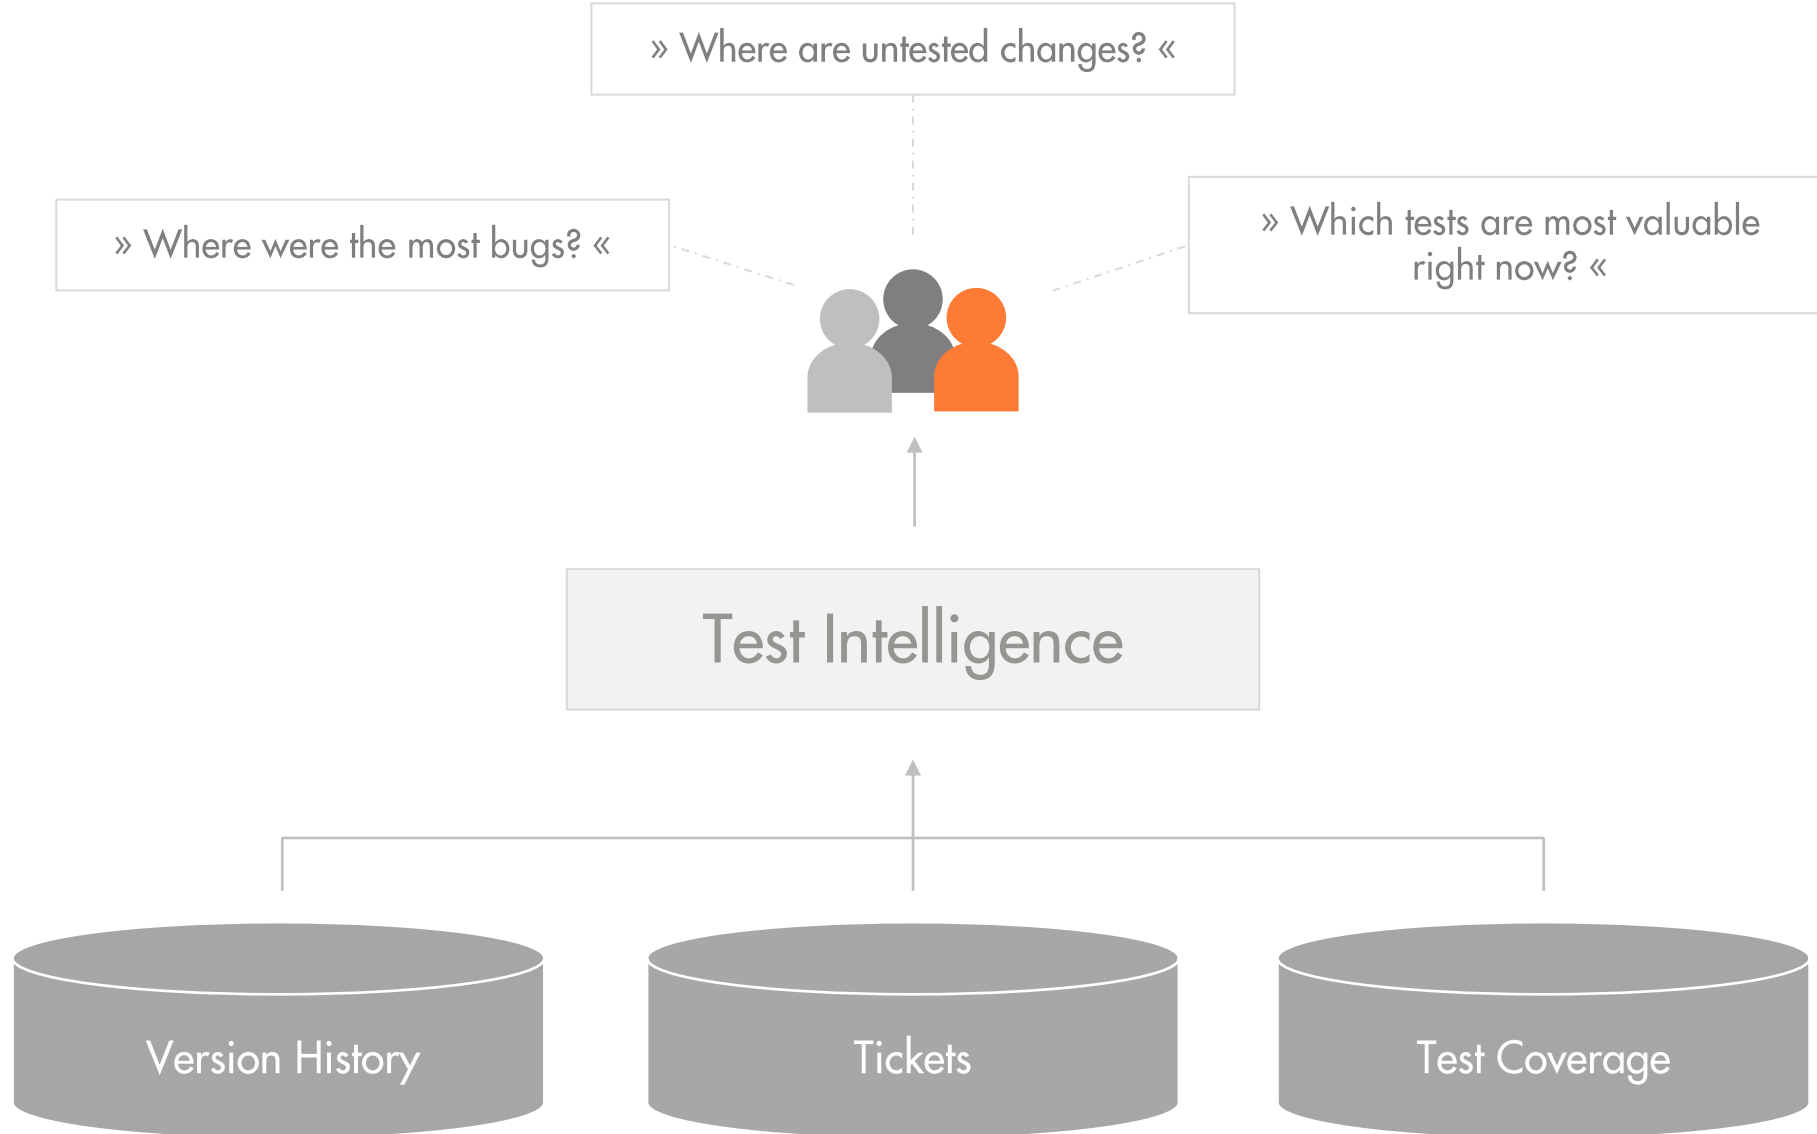 » Where are untested changes? «
» Where were the most bugs? «
» Which tests are most valuable
right now? «
Test Intelligence
Version History
Tickets
Test Coverage